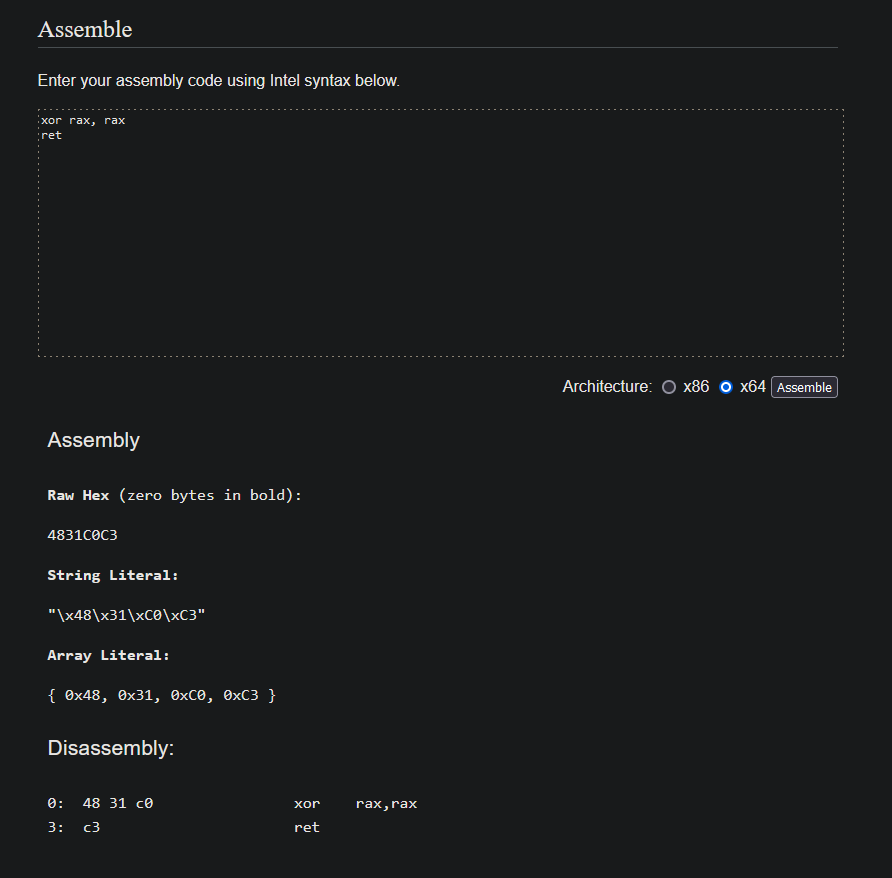 Assemble
Enter your assembly code using Intel syntax below.
xor rax, rax
ret
Architecture: x86 x64 Assemble
Assembly
Raw Hex (zero bytes in bold):
4831C0C3
String Literal:
"\x48\x31\xC0\xC3"
Array Literal:
{ 0x48, 0x31, 0xC0, 0xC3 }
Disassembly:
0:  48 31 c0                xor    rax,rax
3:  c3                      ret